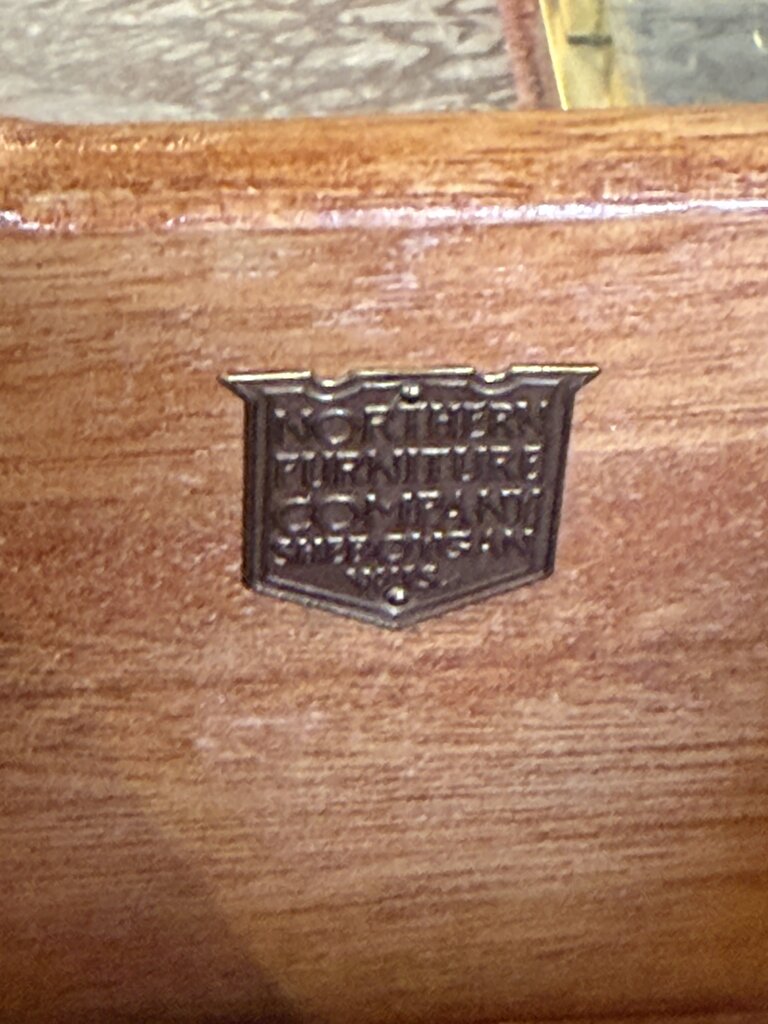 NORTHERN
FURNITURE
COMPANY
SHEBOYGAN
WIS.